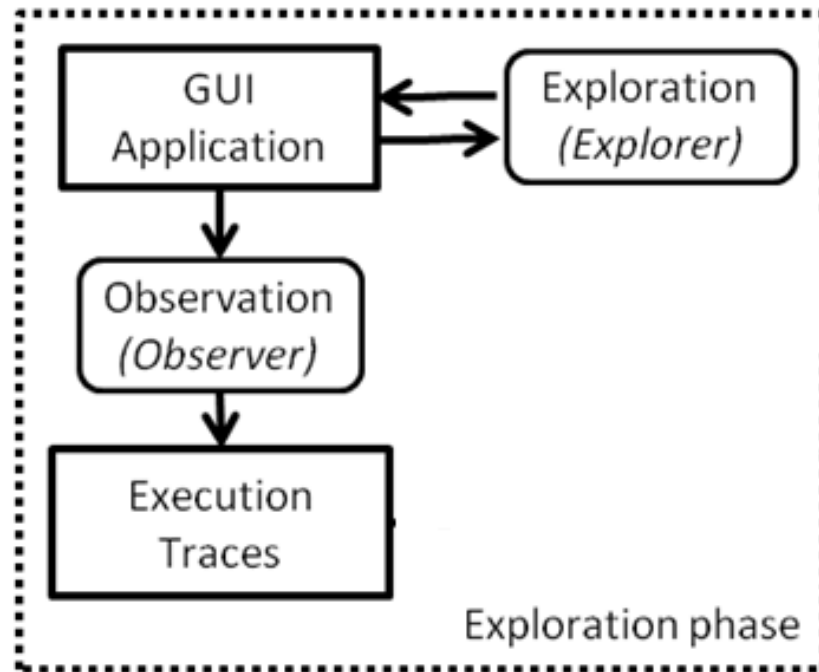 GUI
Application
Exploration
(Explorer)
Observation
(Observer)
Execution
Traces
Exploration phase